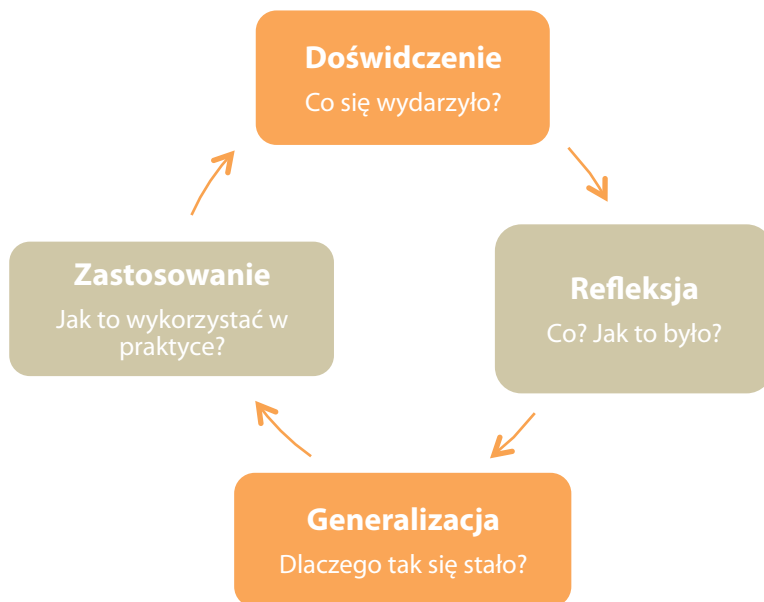 Doświdczenie
Co się wydarzyło?
Refleksja
Co? Jak to było?
Generalizacja
Dlaczego tak się stało?
Zastosowanie
Jak to wykorzystać w
praktyce?